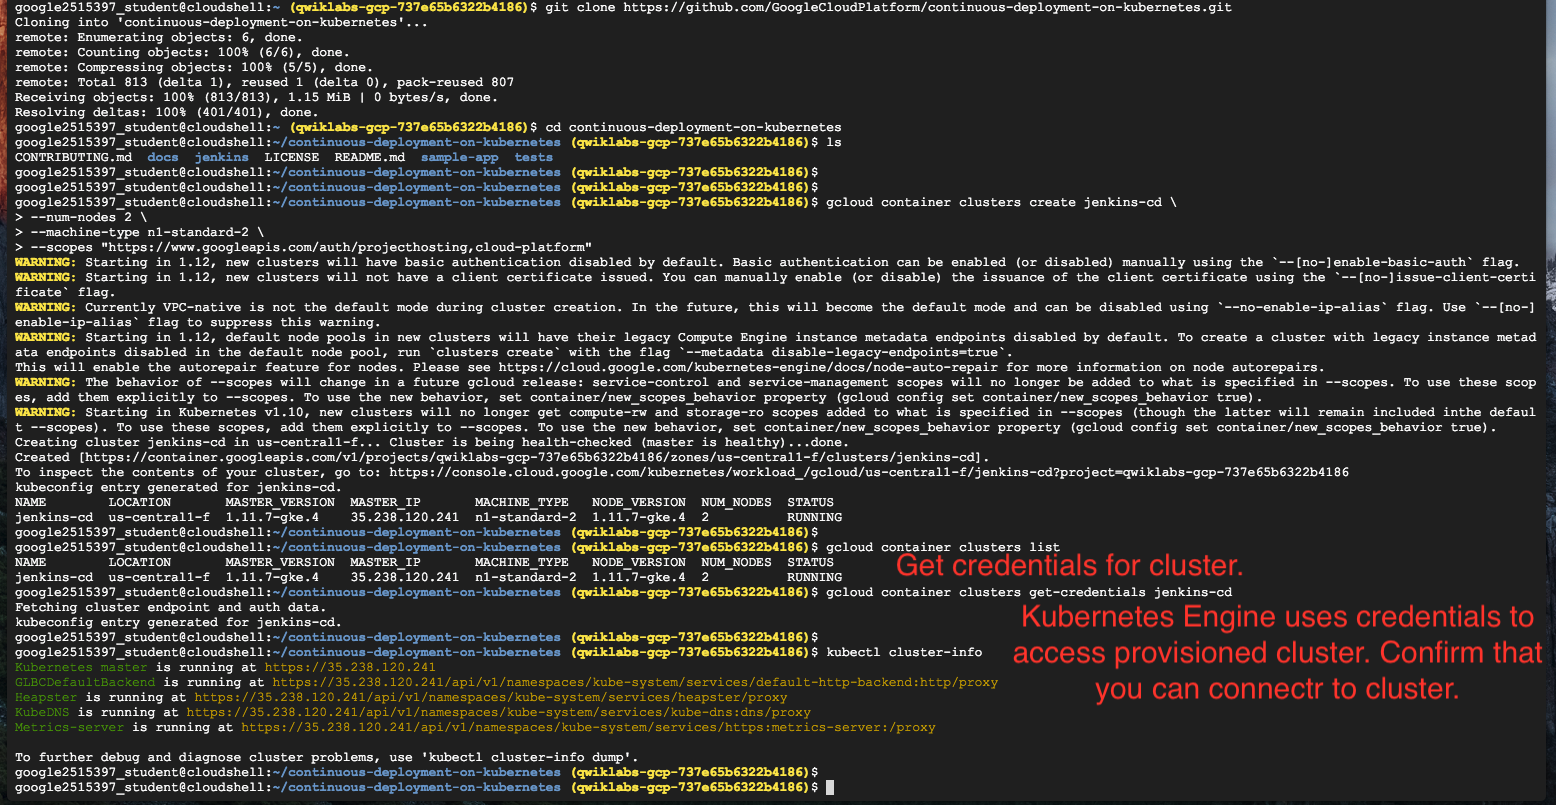 google2515397_student@cloudshell:~ (qwiklabs-gcp-737e65b6322b4186)$ git clone https://github.com/GoogleCloudPlatform/continuous-deployment-on-kubernetes.git
Cloning into 'continuous-deployment-on-kubernetes'...
remote: Enumerating objects: 6, done.
remote: Counting objects: 100% (6/6), done.
remote: Compressing objects: 100% (5/5), done.
remote: Total 813 (delta 1), reused 1 (delta 0), pack-reused 807
Receiving objects: 100% (813/813), 1.15 MiB | 0 bytes/s, done.
Resolving deltas: 100% (401/401), done.
google2515397_student@cloudshell:~ (qwiklabs-gcp-737e65b6322b4186)$ cd continuous-deployment-on-kubernetes
google2515397_student@cloudshell:~/continuous-deployment-on-kubernetes (qwiklabs-gcp-737e65b6322b4186)$ ls
CONTRIBUTING.md  docs  jenkins  LICENSE  README.md  sample-app  tests
google2515397_student@cloudshell:~/continuous-deployment-on-kubernetes (qwiklabs-gcp-737e65b6322b4186)$
google2515397_student@cloudshell:~/continuous-deployment-on-kubernetes (qwiklabs-gcp-737e65b6322b4186)$
google2515397_student@cloudshell:~/continuous-deployment-on-kubernetes (qwiklabs-gcp-737e65b6322b4186)$ gcloud container clusters create jenkins-cd \
> --num-nodes 2 \
> --machine-type n1-standard-2 \
> --scopes "https://www.googleapis.com/auth/projecthosting,cloud-platform"
WARNING: Starting in 1.12, new clusters will have basic authentication disabled by default. Basic authentication can be enabled (or disabled) manually using the `--[no-]enable-basic-auth` flag.
WARNING: Starting in 1.12, new clusters will not have a client certificate issued. You can manually enable (or disable) the issuance of the client certificate using the `--[no-]issue-client-certi
ficate` flag.
WARNING: Currently VPC-native is not the default mode during cluster creation. In the future, this will become the default mode and can be disabled using `--no-enable-ip-alias` flag. Use `--[no-]
enable-ip-alias` flag to suppress this warning.
WARNING: Starting in 1.12, default node pools in new clusters will have their legacy Compute Engine instance metadata endpoints disabled by default. To create a cluster with legacy instance metad
ata endpoints disabled in the default node pool, run `clusters create` with the flag `--metadata disable-legacy-endpoints=true`.
This will enable the autorepair feature for nodes. Please see https://cloud.google.com/kubernetes-engine/docs/node-auto-repair for more information on node autorepairs.
WARNING: The behavior of --scopes will change in a future gcloud release: service-control and service-management scopes will no longer be added to what is specified in --scopes. To use these scop
es, add them explicitly to --scopes. To use the new behavior, set container/new_scopes_behavior property (gcloud config set container/new_scopes_behavior true).
WARNING: Starting in Kubernetes v1.10, new clusters will no longer get compute-rw and storage-ro scopes added to what is specified in --scopes (though the latter will remain included inthe defaul
t --scopes). To use these scopes, add them explicitly to --scopes. To use the new behavior, set container/new_scopes_behavior property (gcloud config set container/new_scopes_behavior true).
Creating cluster jenkins-cd in us-central1-f... Cluster is being health-checked (master is healthy)...done.
Created [https://container.googleapis.com/v1/projects/qwiklabs-gcp-737e65b6322b4186/zones/us-central1-f/clusters/jenkins-cd].
To inspect the contents of your cluster, go to: https://console.cloud.google.com/kubernetes/workload_/gcloud/us-central1-f/jenkins-cd?project=qwiklabs-gcp-737e65b6322b4186
kubeconfig entry generated for jenkins-cd.
NAME        LOCATION       MASTER_VERSION  MASTER_IP       MACHINE_TYPE   NODE_VERSION  NUM_NODES  STATUS
jenkins-cd  us-central1-f  1.11.7-gke.4    35.238.120.241  n1-standard-2  1.11.7-gke.4  2          RUNNING
google2515397_student@cloudshell:~/continuous-deployment-on-kubernetes (qwiklabs-gcp-737e65b6322b4186)$
google2515397_student@cloudshell:~/continuous-deployment-on-kubernetes (qwiklabs-gcp-737e65b6322b4186)$ gcloud container clusters list
NAME        LOCATION       MASTER_VERSION  MASTER_IP       MACHINE_TYPE   NODE_VERSION  NUM_NODES  STATUS
Get credentials for cluster.
jenkins-cd  us-central1-f  1.11.7-gke.4    35.238.120.241  n1-standard-2  1.11.7-gke.4  2          RUNNING
google2515397_student@cloudshell:~/continuous-deployment-on-kubernetes (qwiklabs-gcp-737e65b6322b4186)$ gcloud container clusters get-credentials jenkins-cd
Fetching cluster endpoint and auth data.
kubeconfig entry generated for jenkins-cd.
google2515397_student@cloudshell:~/continuous-deployment-on-kubernetes (qwiklabs-gcp-737e65b6322b4186)$
google2515397_student@cloudshell:~/continuous-deployment-on-kubernetes (qwiklabs-gcp-737e65b6322b4186)$ kubectl cluster-info
Kubernetes Engine uses credentials to
access provisioned cluster. Confirm that
you can connectr to cluster.
Kubernetes master is running at https://35.238.120.241
GLBCDefaultBackend is running at https://35.238.120.241/api/v1/namespaces/kube-system/services/default-http-backend:http/proxy
Heapster is running at https://35.238.120.241/api/v1/namespaces/kube-system/services/heapster/proxy
KubeDNS is running at https://35.238.120.241/api/v1/namespaces/kube-system/services/kube-dns:dns/proxy
Metrics-server is running at https://35.238.120.241/api/v1/namespaces/kube-system/services/https:metrics-server:/proxy
To further debug and diagnose cluster problems, use 'kubectl cluster-info dump'.
google2515397_student@cloudshell:~/continuous-deployment-on-kubernetes (qwiklabs-gcp-737e65b6322b4186)$
google2515397_student@cloudshell:~/continuous-deployment-on-kubernetes (qwiklabs-gcp-737e65b6322b4186)$